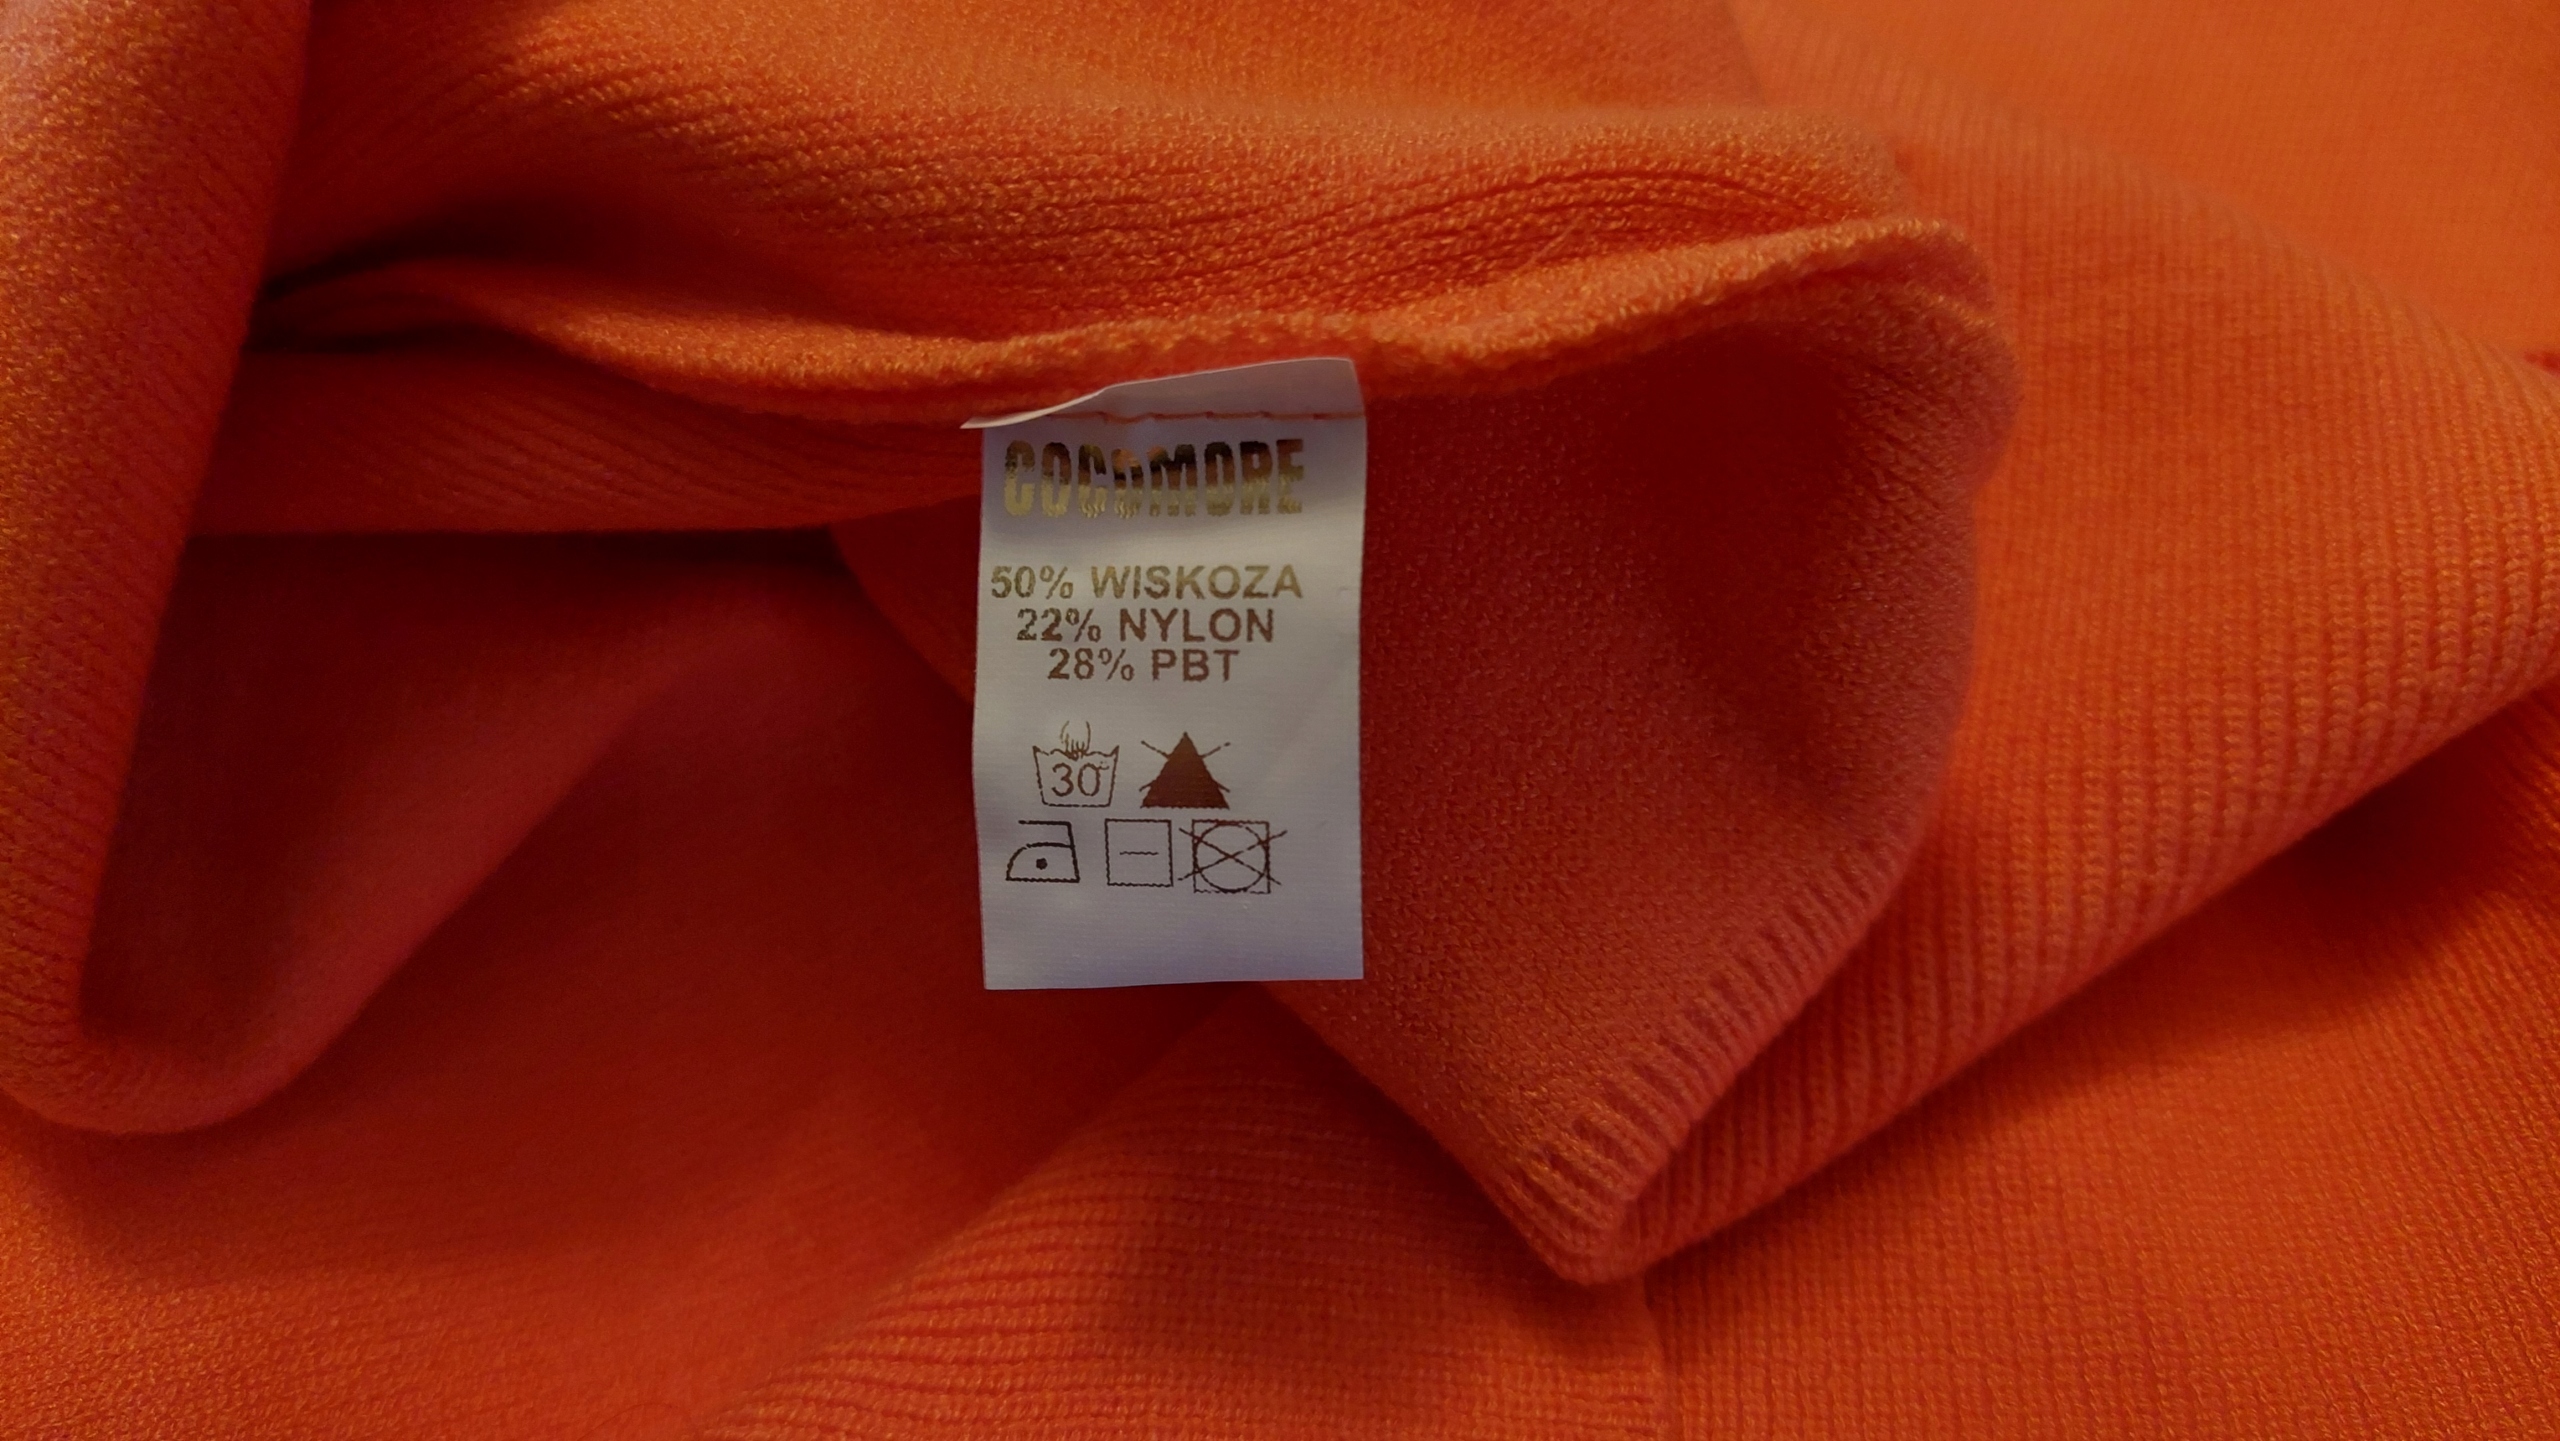 COCOMORE
50% WISKOZA
22% NYLON
28% PBT
30°